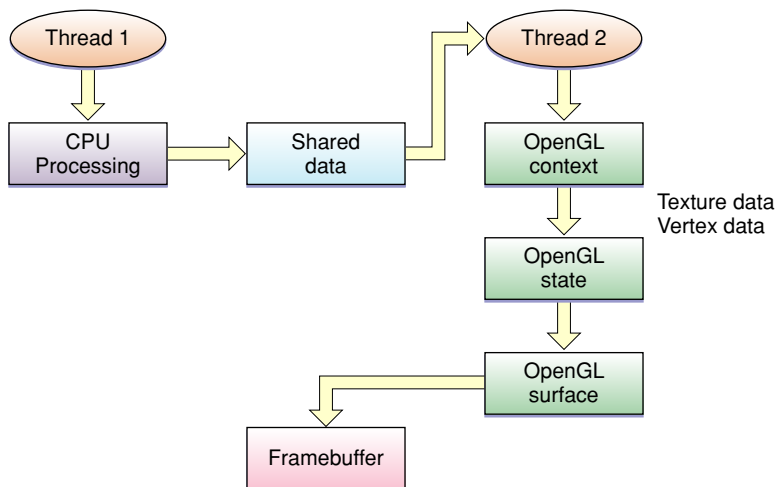 Thread 1
Thread 2
CPU
Processing
Shared
data
OpenGL
context
Texture data
Vertex data
OpenGL
state
OpenGL
surface
Framebuffer